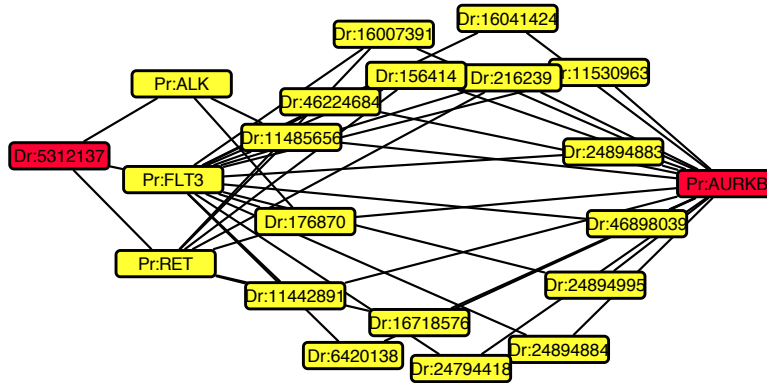 Dr:16041424
Dr:16007391
Dr:156414
Dr:216239
Dr:11530963
Pr:ALK
Dr:46224684
Dr:11485656
Dr:5312137
Dr:24894883
Pr:FLT3
Pr:AURKB
Dr:176870
Dr:46898039
Pr:RET
Dr:24894995
Dr:11442891
Dr:16718576
Dr:6420138
Dr:24894884
Dr:24794418